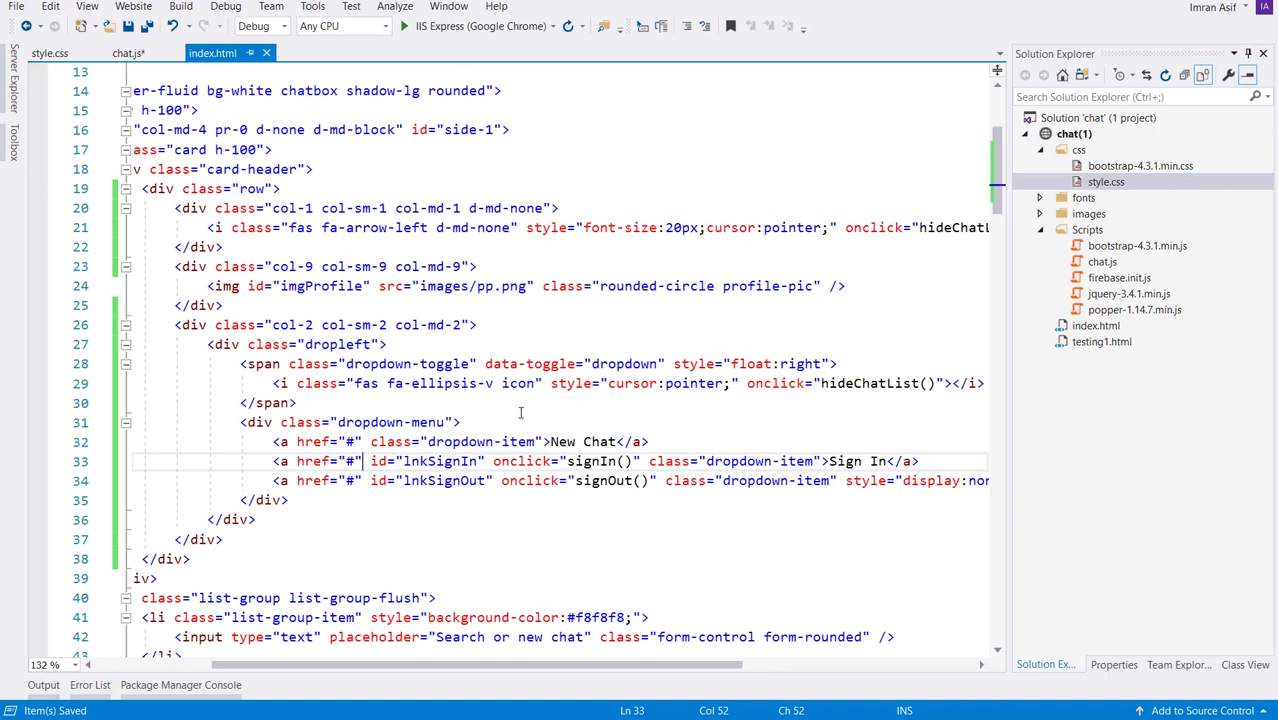 File Edit View Website Build Debug Team Tools Test Analyze Window Help
Imran Asif IA
Debug Any CPU IIS Express (Google Chrome)
style.css chat.js* index.html
Server Explorer
Toolbox
13
14 er-fluid bg-white chatbox shadow-lg rounded">
15 h-100">
16 "col-md-4 pr-0 d-none d-md-block" id="side-1">
17 ass="card h-100">
18 v class="card-header">
19 <div class="row">
20 <div class="col-1 col-sm-1 col-md-1 d-md-none">
21 <i class="fas fa-arrow-left d-md-none" style="font-size:20px;cursor:pointer;" onclick="hideChatL
22 </div>
23 <div class="col-9 col-sm-9 col-md-9">
24 <img id="imgProfile" src="images/pp.png" class="rounded-circle profile-pic" />
25 </div>
26 <div class="col-2 col-sm-2 col-md-2">
27 <div class="dropleft">
28 <span class="dropdown-toggle" data-toggle="dropdown" style="float:right">
29 <i class="fas fa-ellipsis-v icon" style="cursor:pointer;" onclick="hideChatList()"></i>
30 </span>
31 <div class="dropdown-menu">
32 <a href="#" class="dropdown-item">New Chat</a>
33 <a href="#" id="lnkSignIn" onclick="signIn()" class="dropdown-item">Sign In</a>
34 <a href="#" id="lnkSignOut" onclick="signOut()" class="dropdown-item" style="display:non
35 </div>
36 </div>
37 </div>
38 </div>
39 iv>
40 class="list-group list-group-flush">
41 <li class="list-group-item" style="background-color:#f8f8f8;">
42 <input type="text" placeholder="Search or new chat" class="form-control form-rounded" />
43 </li>
132 %
Solution Explorer
Search Solution Explorer (Ctrl+;)
Solution 'chat' (1 project)
chat(1)
css
bootstrap-4.3.1.min.css
style.css
fonts
images
Scripts
bootstrap-4.3.1.min.js
chat.js
firebase.init.js
jquery-3.4.1.min.js
popper-1.14.7.min.js
index.html
testing1.html
Solution Ex... Properties Team Explor... Class View
Output Error List Package Manager Console
Item(s) Saved Ln 33 Col 52 Ch 52 INS Add to Source Control